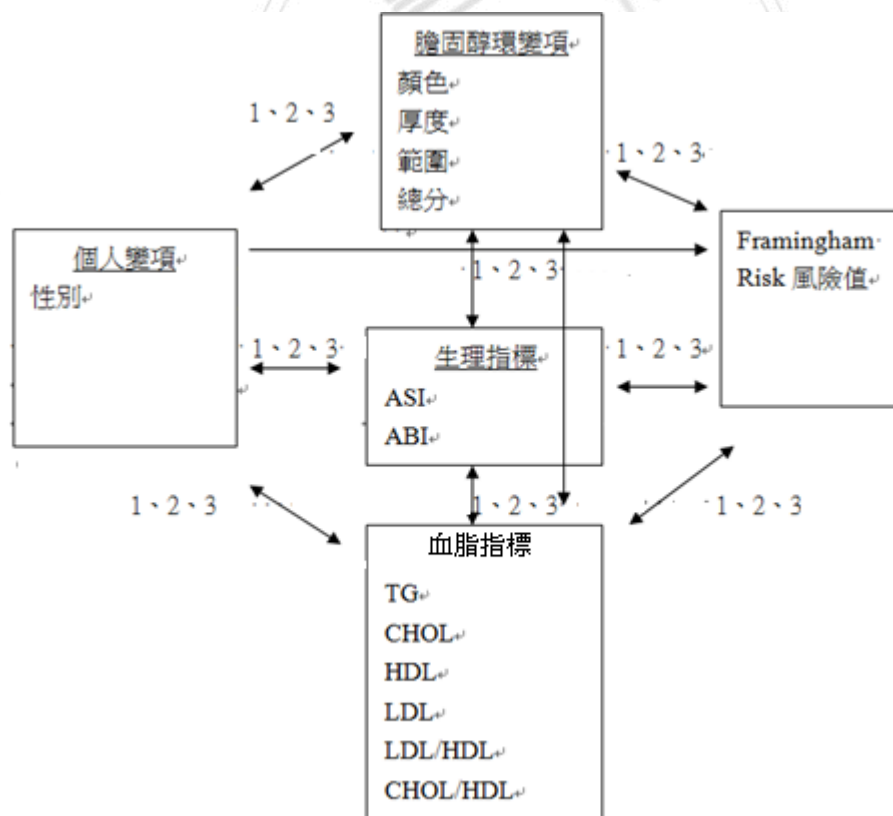 膽固醇環變項
顏色
厚度
範圍
總分
1、2、3
1、2、3
個人變項
性別
Framingham
Risk 風險值
1、2、3
1、2、3
生理指標
ASI
ABI
1、2、3
1、2、3
1、2、3
1、2、3
血脂指標
TG
CHOL
HDL
LDL
LDL/HDL
CHOL/HDL